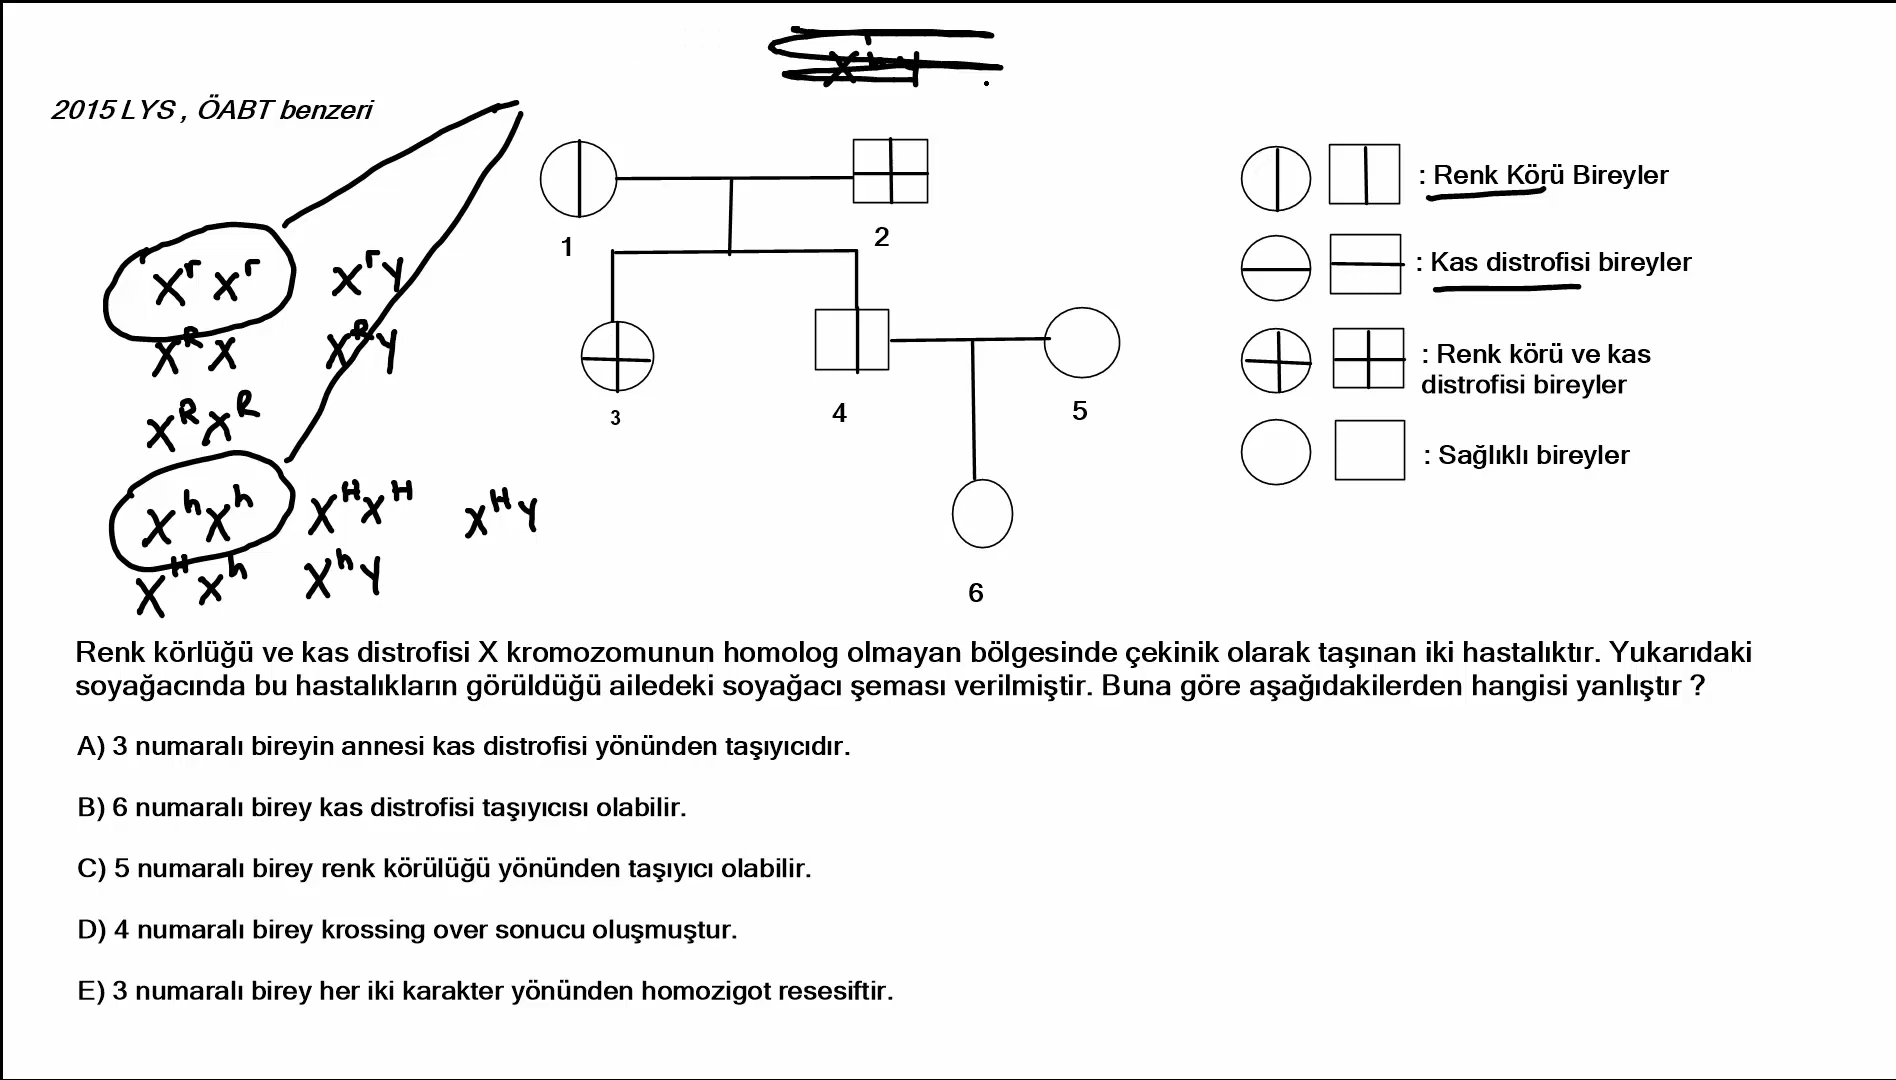 2015 LYS , ÖABT benzeri
1
2
3
4
5
6
: Renk Körü Bireyler
: Kas distrofisi bireyler
: Renk körü ve kas
distrofisi bireyler
: Sağlıklı bireyler
XʳXʳ XʳY
XᴿX XᴿY
XᴿXᴿ
XʰXʰ XᴴXᴴ XᴴY
XᴴXʰ XʰY
Renk körlüğü ve kas distrofisi X kromozomunun homolog olmayan bölgesinde çekinik olarak taşınan iki hastalıktır. Yukarıdaki
soyağacında bu hastalıkların görüldüğü ailedeki soyağacı şeması verilmiştir. Buna göre aşağıdakilerden hangisi yanlıştır ?
A) 3 numaralı bireyin annesi kas distrofisi yönünden taşıyıcıdır.
B) 6 numaralı birey kas distrofisi taşıyıcısı olabilir.
C) 5 numaralı birey renk körülüğü yönünden taşıyıcı olabilir.
D) 4 numaralı birey krossing over sonucu oluşmuştur.
E) 3 numaralı birey her iki karakter yönünden homozigot resesiftir.